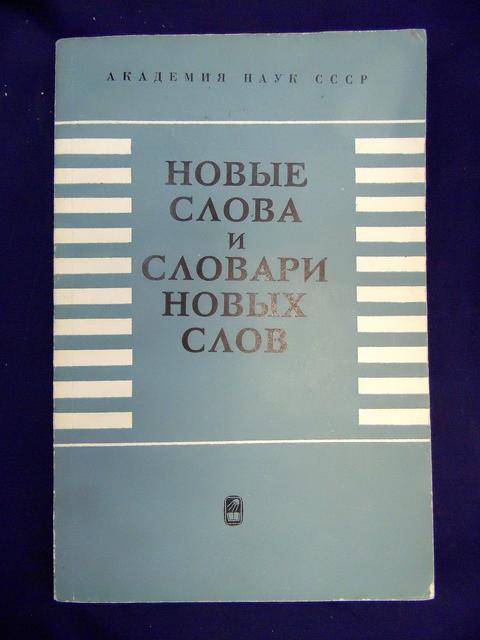 АКАДЕМИЯ НАУК СССР
НОВЫЕ
СЛОВА
И
СЛОВАРИ
НОВЫХ
СЛОВ